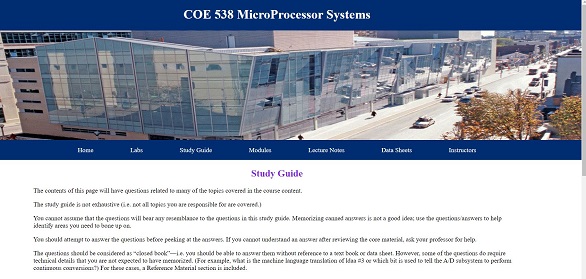 COE 538 MicroProcessor Systems
Home Labs Study Guide Modules Lecture Notes Data Sheets Instructors
Study Guide
The contents of this page will have questions related to many of the topics covered in the course content.
The study guide is not exhaustive (i.e. not all topics you are responsible for are covered.)
You cannot assume that the questions will bear any resemblance to the questions in this study guide. Memorizing canned answers is not a good idea; use the questions/answers to help
identify areas you need to bone up on.
You should attempt to answer the questions before peeking at the answers. If you cannot understand an answer after reviewing the core material, ask your professor for help.
The questions should be considered as "closed book"—i.e. you should be able to answer them without reference to a text book or data sheet. However, some of the questions do require
technical details that you are not expected to have memorized. (For example, what is the machine language translation of ldaa #3 or which bit is used to tell the A/D subsystem to perform
continuous conversions?) For these cases, a Reference Material section is included.